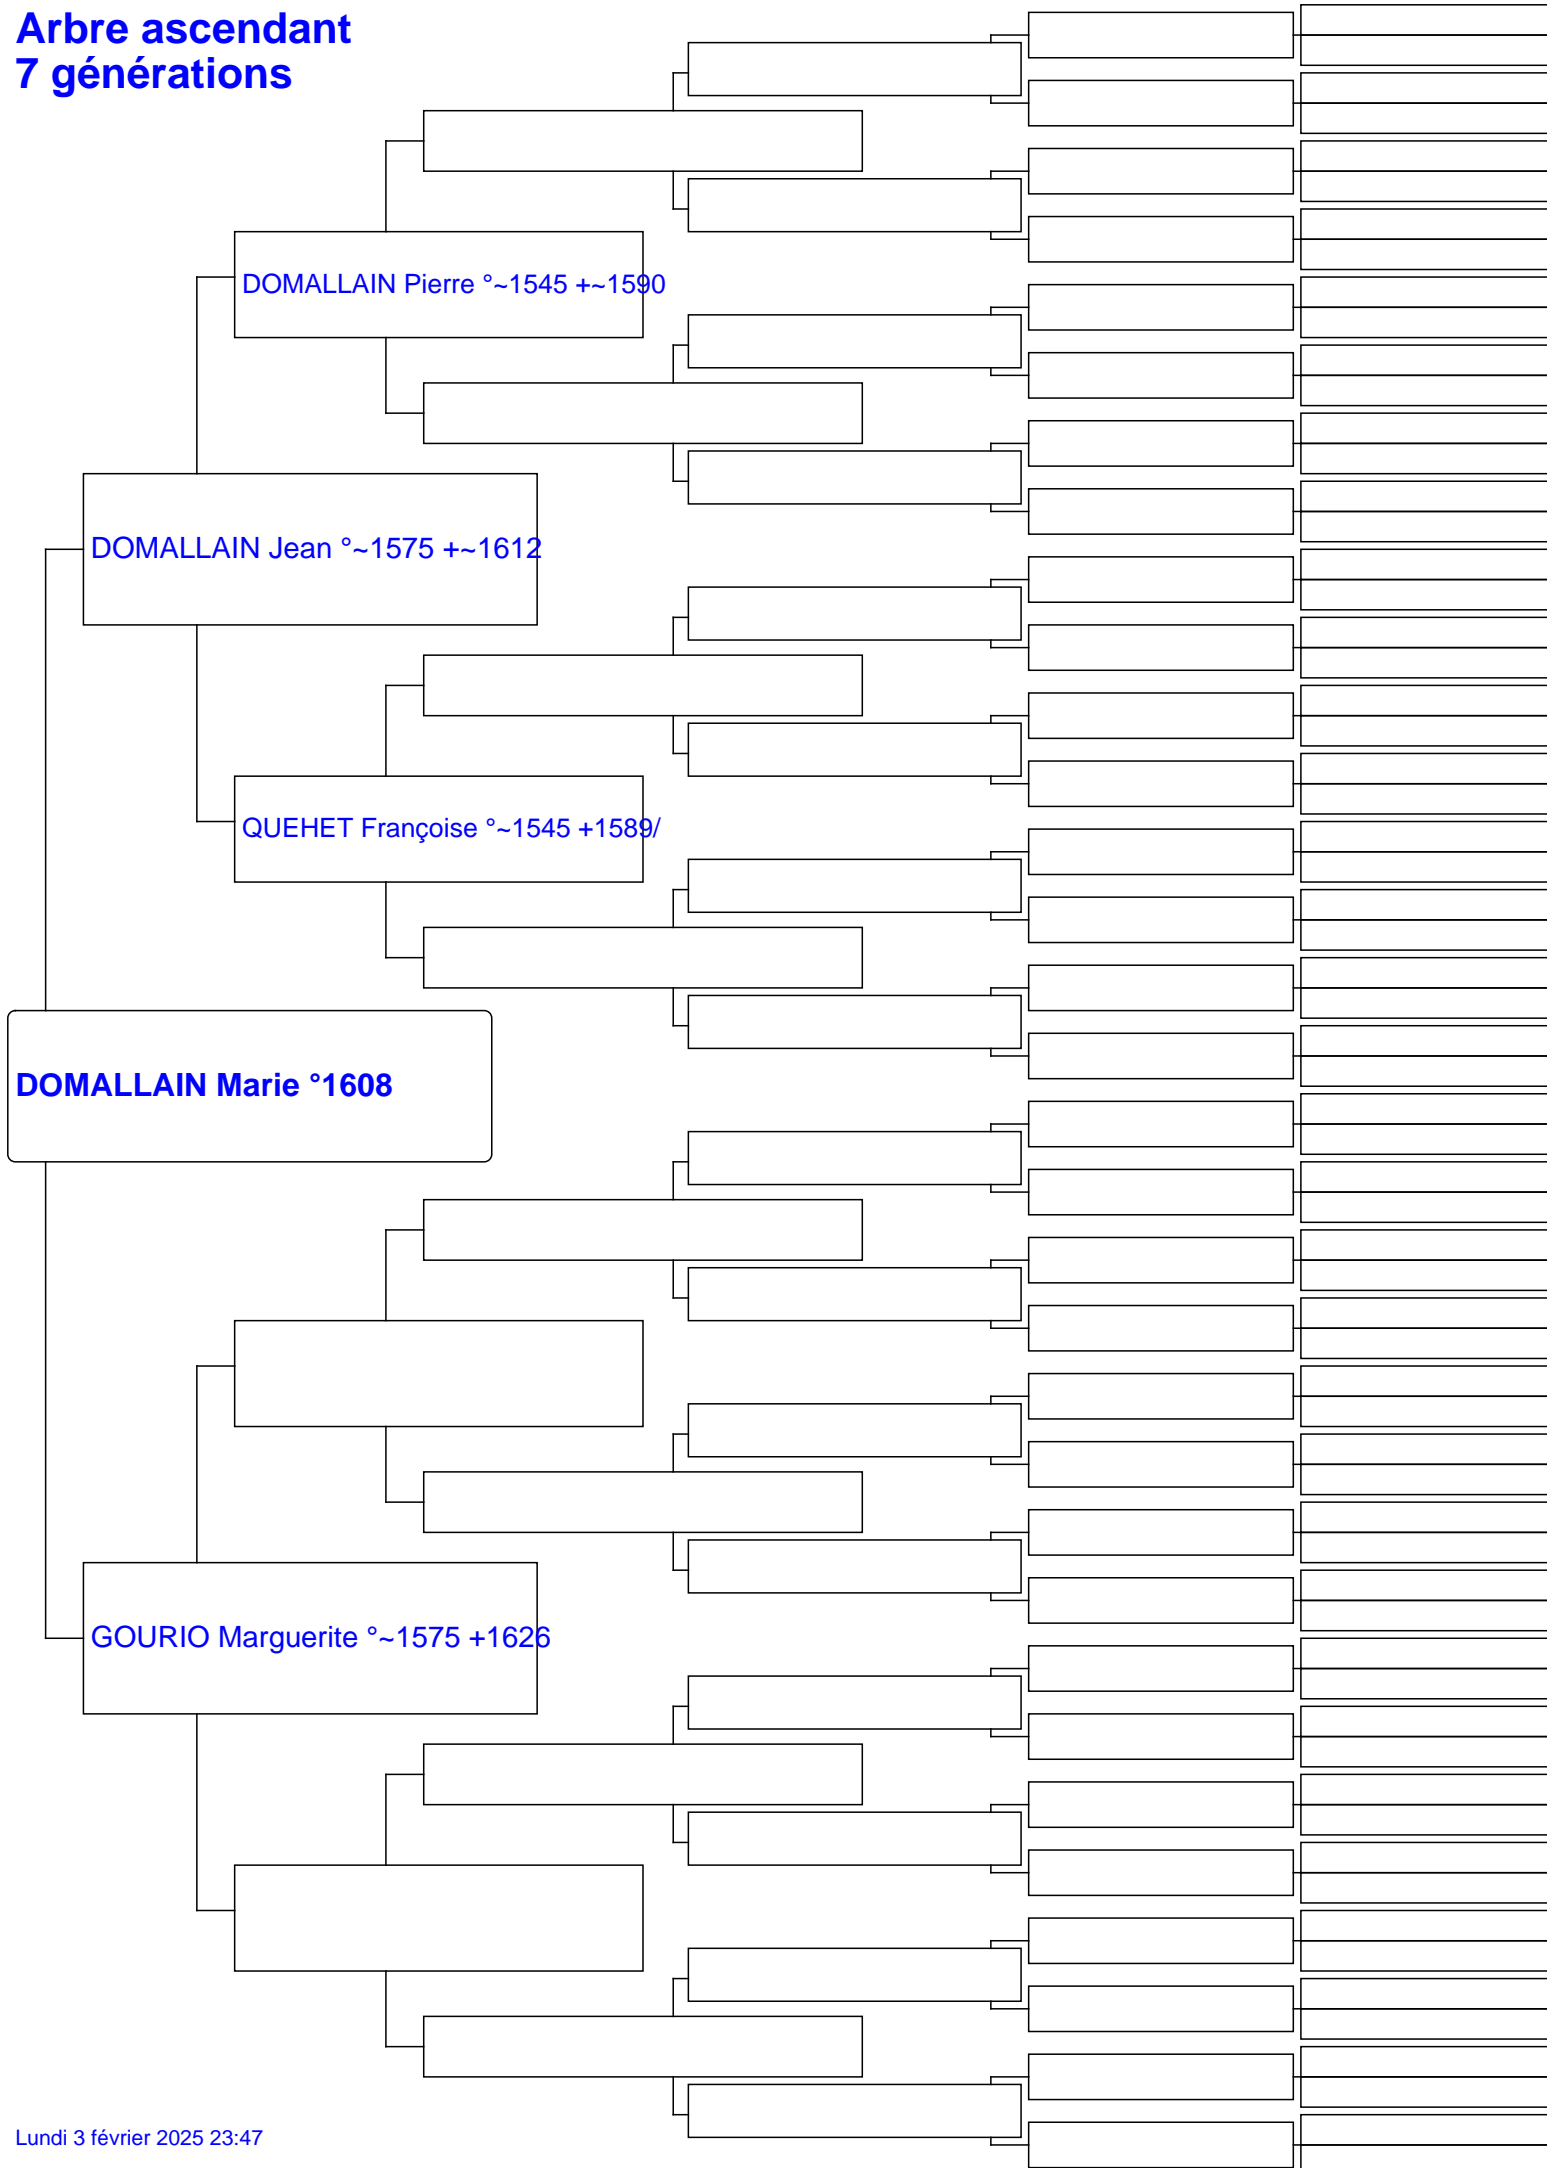 Arbre ascendant
7 générations
DOMALLAIN Pierre °~1545 +~1590
DOMALLAIN Jean °~1575 +~1612
QUEHET Françoise °~1545 +1589/
DOMALLAIN Marie °1608
GOURIO Marguerite °~1575 +1626
Lundi 3 février 2025 23:47